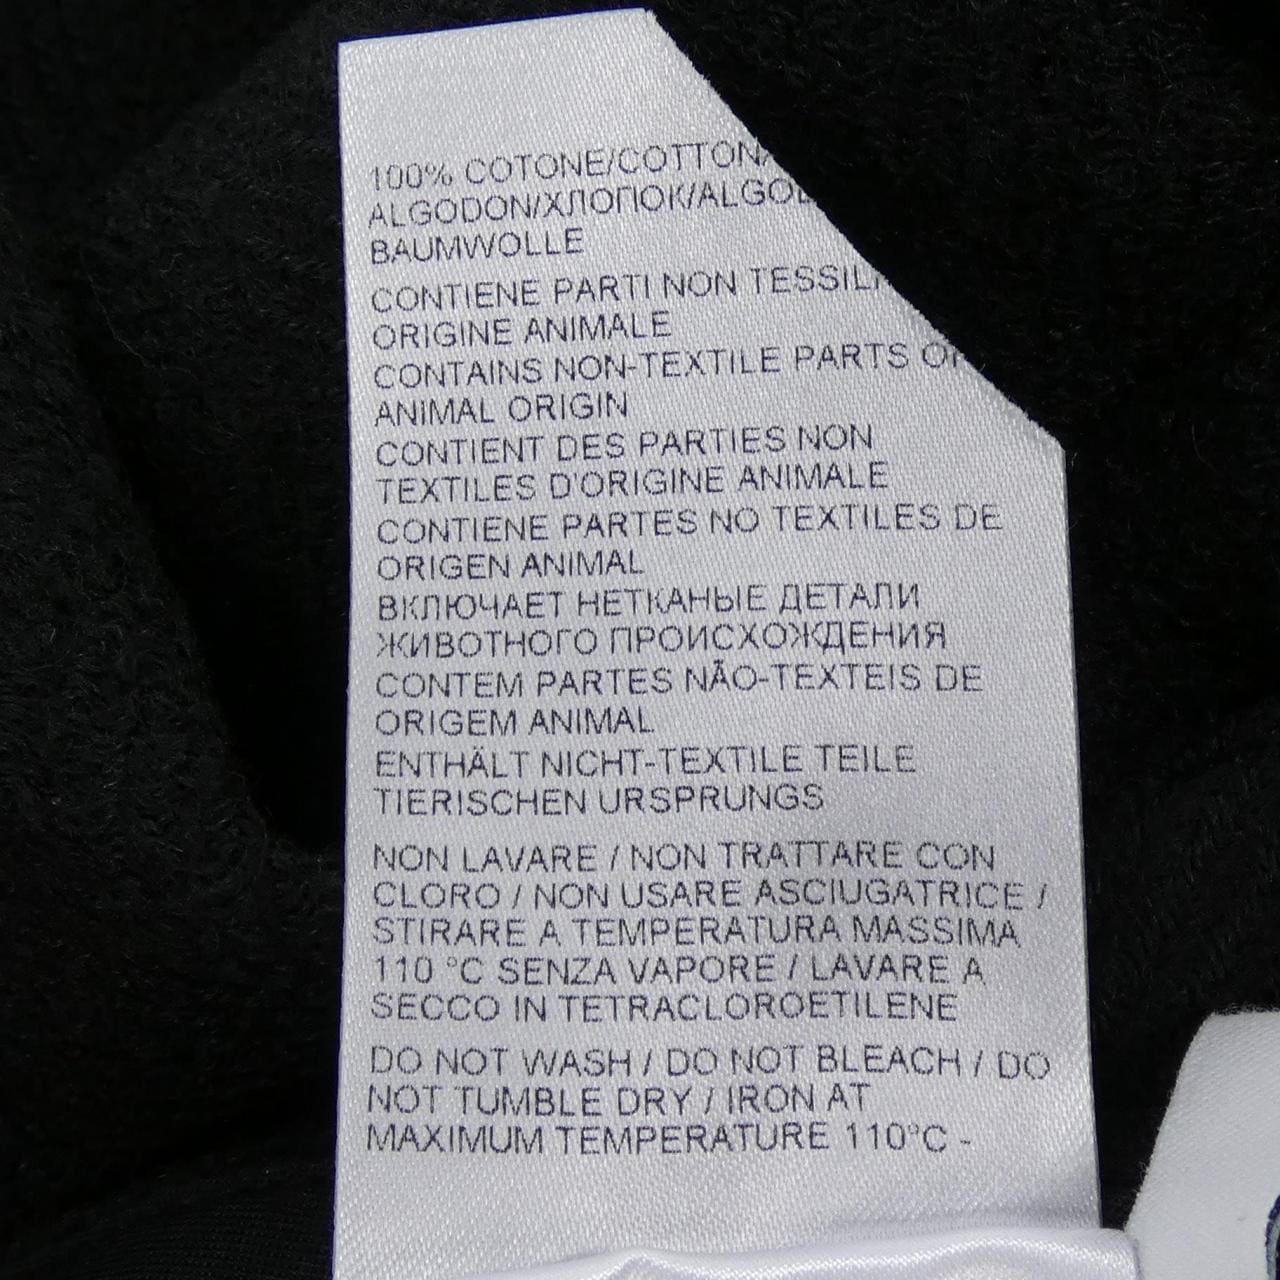 100% COTONE/COTTON/
ALGODON/ХЛОПОК/ALGOD
BAUMWOLLE
CONTIENE PARTI NON TESSILI
ORIGINE ANIMALE
CONTAINS NON-TEXTILE PARTS OF
ANIMAL ORIGIN
CONTIENT DES PARTIES NON
TEXTILES D'ORIGINE ANIMALE
CONTIENE PARTES NO TEXTILES DE
ORIGEN ANIMAL
ВКЛЮЧАЕТ НЕТКАНЫЕ ДЕТАЛИ
ЖИВОТНОГО ПРОИСХОЖДЕНИЯ
CONTEM PARTES NÃO-TEXTEIS DE
ORIGEM ANIMAL
ENTHÄLT NICHT-TEXTILE TEILE
TIERISCHEN URSPRUNGS
NON LAVARE / NON TRATTARE CON
CLORO / NON USARE ASCIUGATRICE /
STIRARE A TEMPERATURA MASSIMA
110 °C SENZA VAPORE / LAVARE A
SECCO IN TETRACLOROETILENE
DO NOT WASH / DO NOT BLEACH / DO
NOT TUMBLE DRY / IRON AT
MAXIMUM TEMPERATURE 110°C -